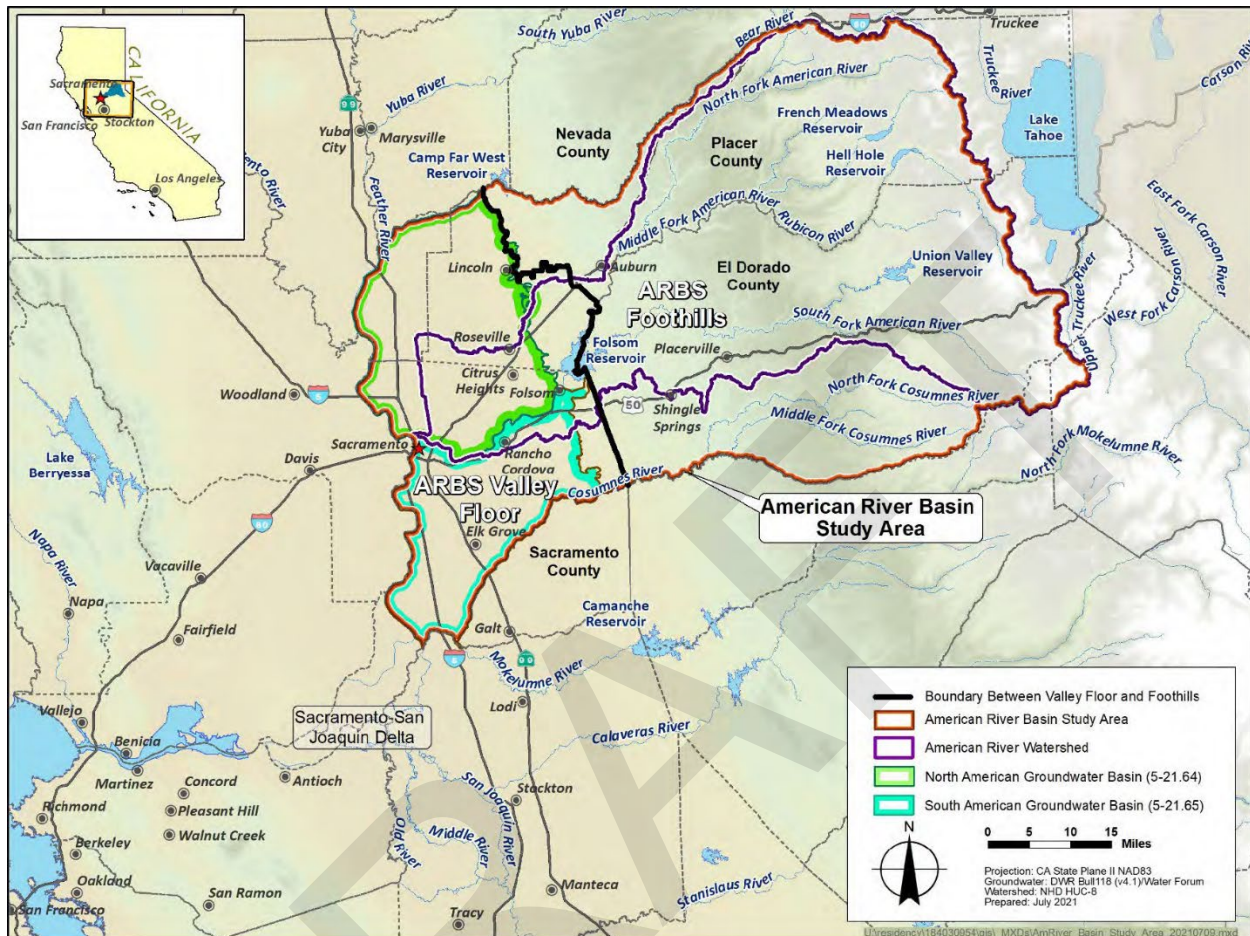 CALIFORNIA
Sacramento
Stockton
San Francisco
Los Angeles
South Yuba River
Bear River
80
Truckee
Truckee
River
Carson River
Yuba River
99
Yuba
City
Marysville
North Fork American River
French Meadows
Reservoir
Lake
Tahoe
Nevada
County
Placer
County
Hell Hole
Reservoir
Camp Far West
Reservoir
Feather River
Middle Fork American River
Rubicon River
East Fork Carson River
Lincoln
Auburn
El Dorado
County
Union Valley
Reservoir
Upper Truckee River
West Fork Carson River
ARBS
Foothills
South Fork American River
Roseville
Folsom
Reservoir
Placerville
Citrus
Heights
Folsom
Woodland
5
50
Shingle
Springs
North Fork Cosumnes River
Middle Fork Cosumnes River
Sacramento
Rancho
Cordova
North Fork Mokelumne River
Lake
Berryessa
Davis
ARBS Valley
Floor
Cosumnes River
American River Basin
Study Area
80
Elk Grove
Sacramento
County
Napa River
Vacaville
Napa
Fairfield
Camanche
Reservoir
Galt
5
99
Mokelumne River
Lodi
Vallejo
Sacramento-San
Joaquin Delta
Calaveras River
Benicia
Martinez
Concord
Antioch
Richmond
Pleasant Hill
Walnut Creek
San Joaquin River
Stockton
Old River
Middle River
Berkeley
Oakland
San Francisco
San Ramon
Manteca
Stanislaus River
Tracy
Boundary Between Valley Floor and Foothills
American River Basin Study Area
American River Watershed
North American Groundwater Basin (5-21.64)
South American Groundwater Basin (5-21.65)
N
0 5 10 15
Miles
Projection: CA State Plane II NAD83
Groundwater: DWR Bull118 (v4.1)/Water Forum
Watershed: NHD HUC-8
Prepared: July 2021
DRAFT